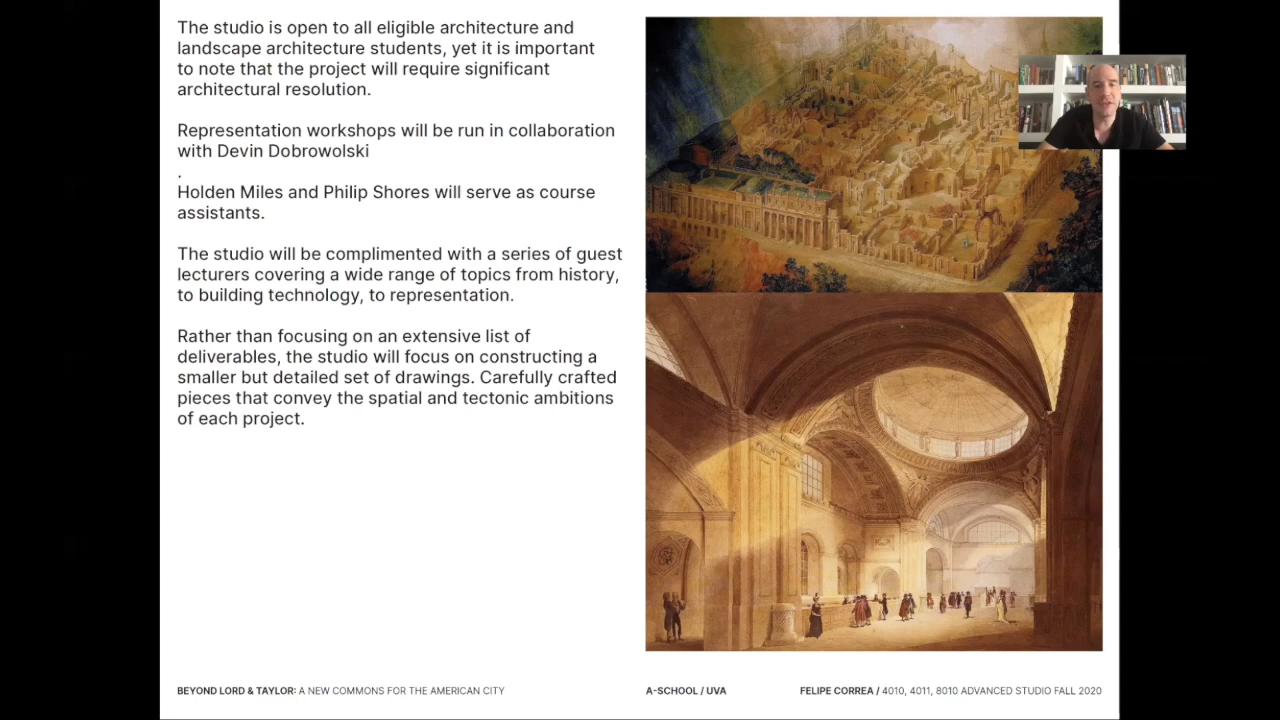 The studio is open to all eligible architecture and
landscape architecture students, yet it is important
to note that the project will require significant
architectural resolution.
Representation workshops will be run in collaboration
with Devin Dobrowolski
.
Holden Miles and Philip Shores will serve as course
assistants.
The studio will be complimented with a series of guest
lecturers covering a wide range of topics from history,
to building technology, to representation.
Rather than focusing on an extensive list of
deliverables, the studio will focus on constructing a
smaller but detailed set of drawings. Carefully crafted
pieces that convey the spatial and tectonic ambitions
of each project.
BEYOND LORD & TAYLOR: A NEW COMMONS FOR THE AMERICAN CITY
A-SCHOOL / UVA
FELIPE CORREA / 4010, 4011, 8010 ADVANCED STUDIO FALL 2020